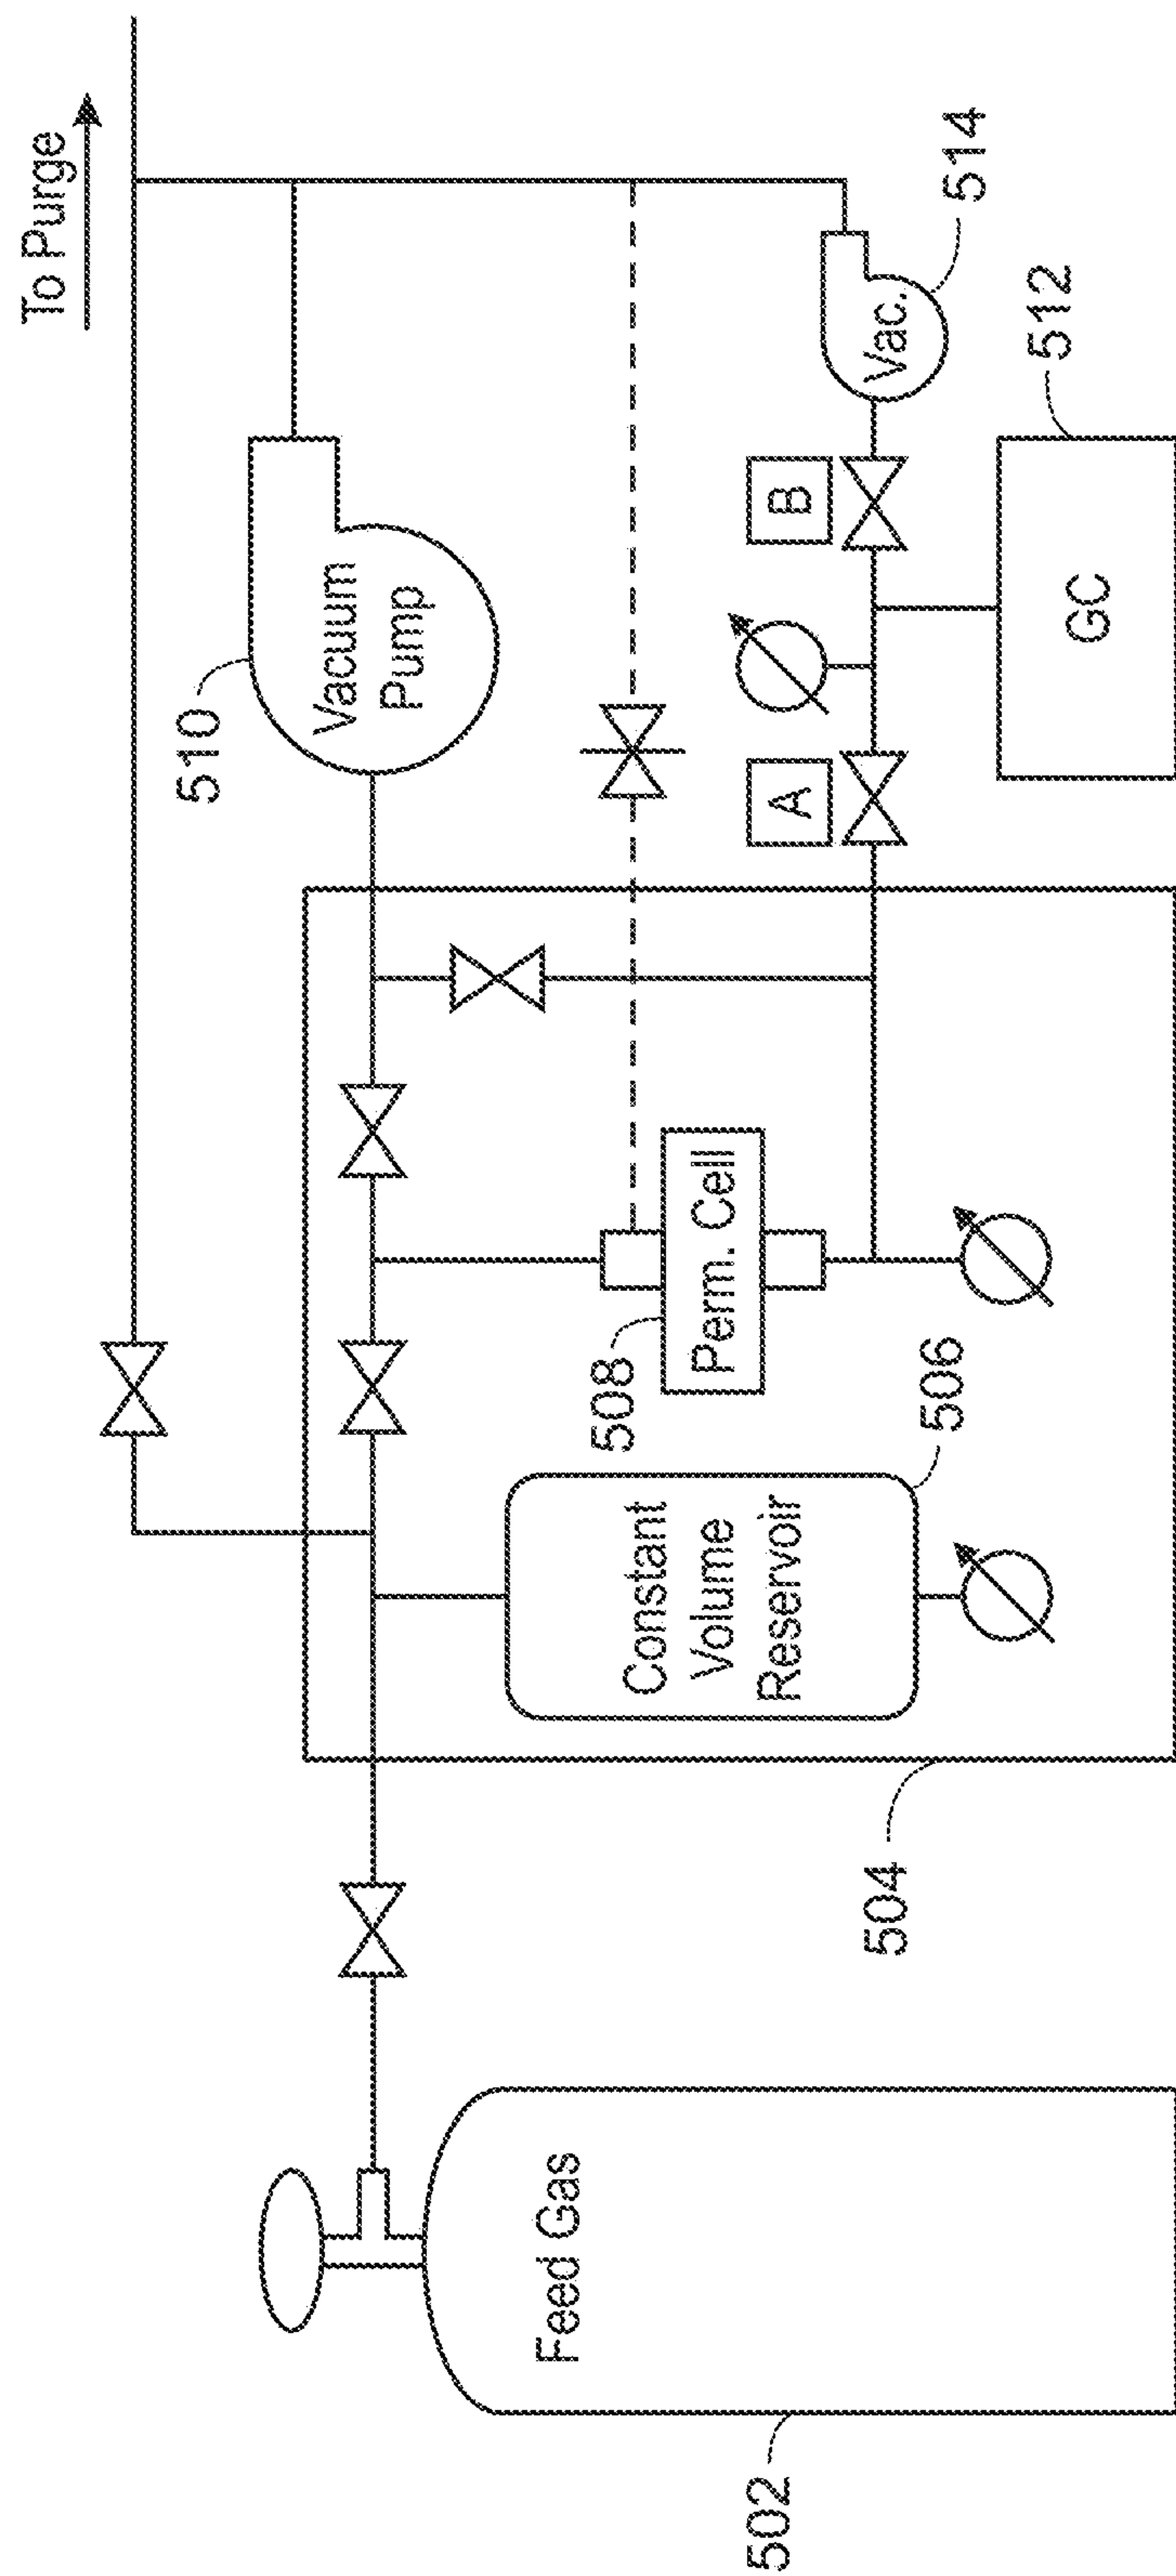 To Purge
510
Vacuum
Pump
B
Vac.
514
A
512
GC
508
Perm. Cell
Constant
Volume
Reservoir
506
504
Feed Gas
502